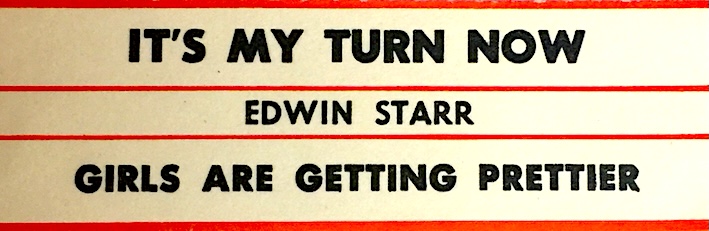 IT'S MY TURN NOW
EDWIN STARR
GIRLS ARE GETTING PRETTIER